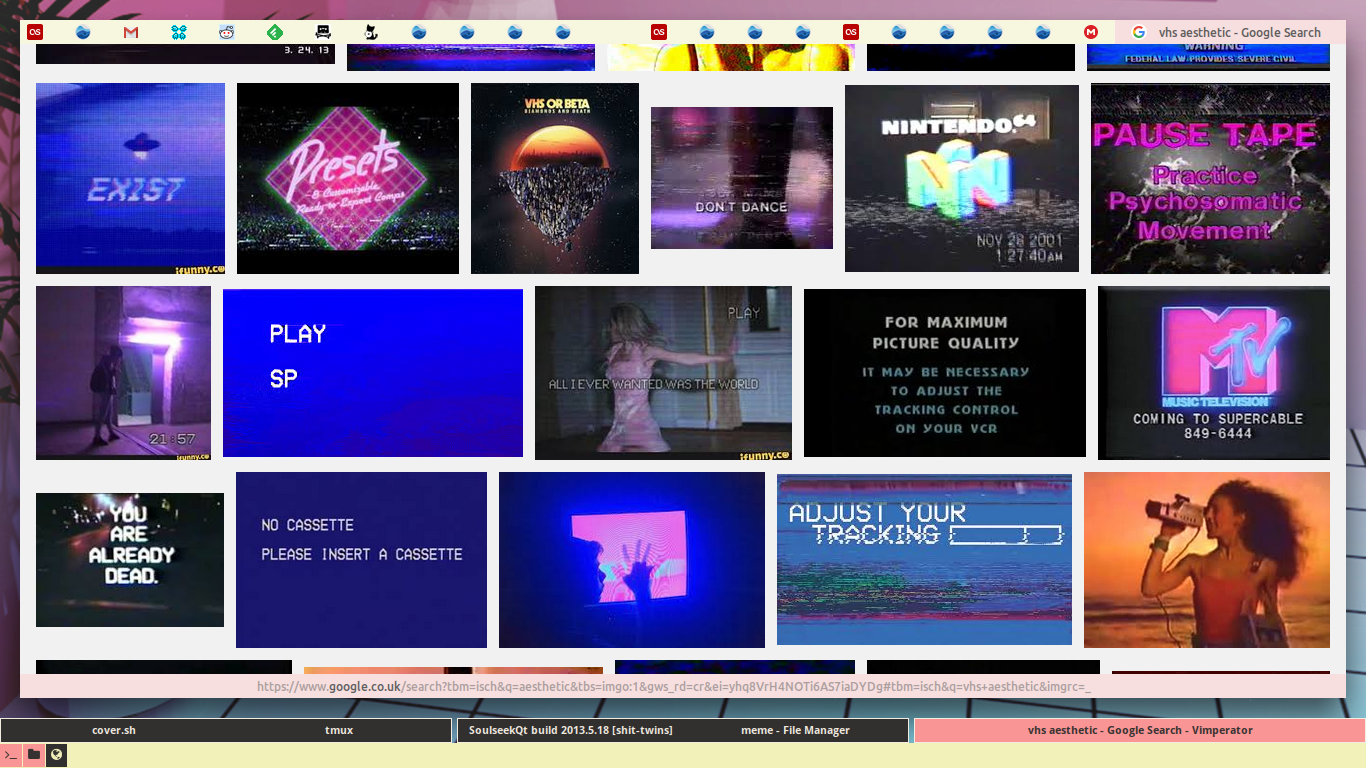 vhs aesthetic - Google Search
3. 24. 13
WARNING
FEDERAL LAW PROVIDES SEVERE CIVIL
EXIST
ifunny.co
Presets
8 Customizable,
Ready-to-Export Comps
VHS OR BETA
DIAMONDS AND DEATH
DON'T DANCE
NINTENDO.64
NOV 28 2001
1:27:40AM
PAUSE TAPE
Practice
Psychosomatic
Movement
21:57
ifunny.co
PLAY
SP
PLAY
ALL I EVER WANTED WAS THE WORLD
ifunny.co
FOR MAXIMUM
PICTURE QUALITY
IT MAY BE NECESSARY
TO ADJUST THE
TRACKING CONTROL
ON YOUR VCR
MTV
MUSIC TELEVISION
COMING TO SUPERCABLE
849-6444
YOU
ARE
ALREADY
DEAD.
NO CASSETTE
PLEASE INSERT A CASSETTE
ADJUST YOUR
TRACKING
https://www.google.co.uk/search?tbm=isch&q=aesthetic&tbs=imgo:1&gws_rd=cr&ei=yhq8VrH4NOTi6AS7iaDYDg#tbm=isch&q=vhs+aesthetic&imgrc=_
cover.sh
tmux
SoulseekQt build 2013.5.18 [shit-twins]
meme - File Manager
vhs aesthetic - Google Search - Vimperator